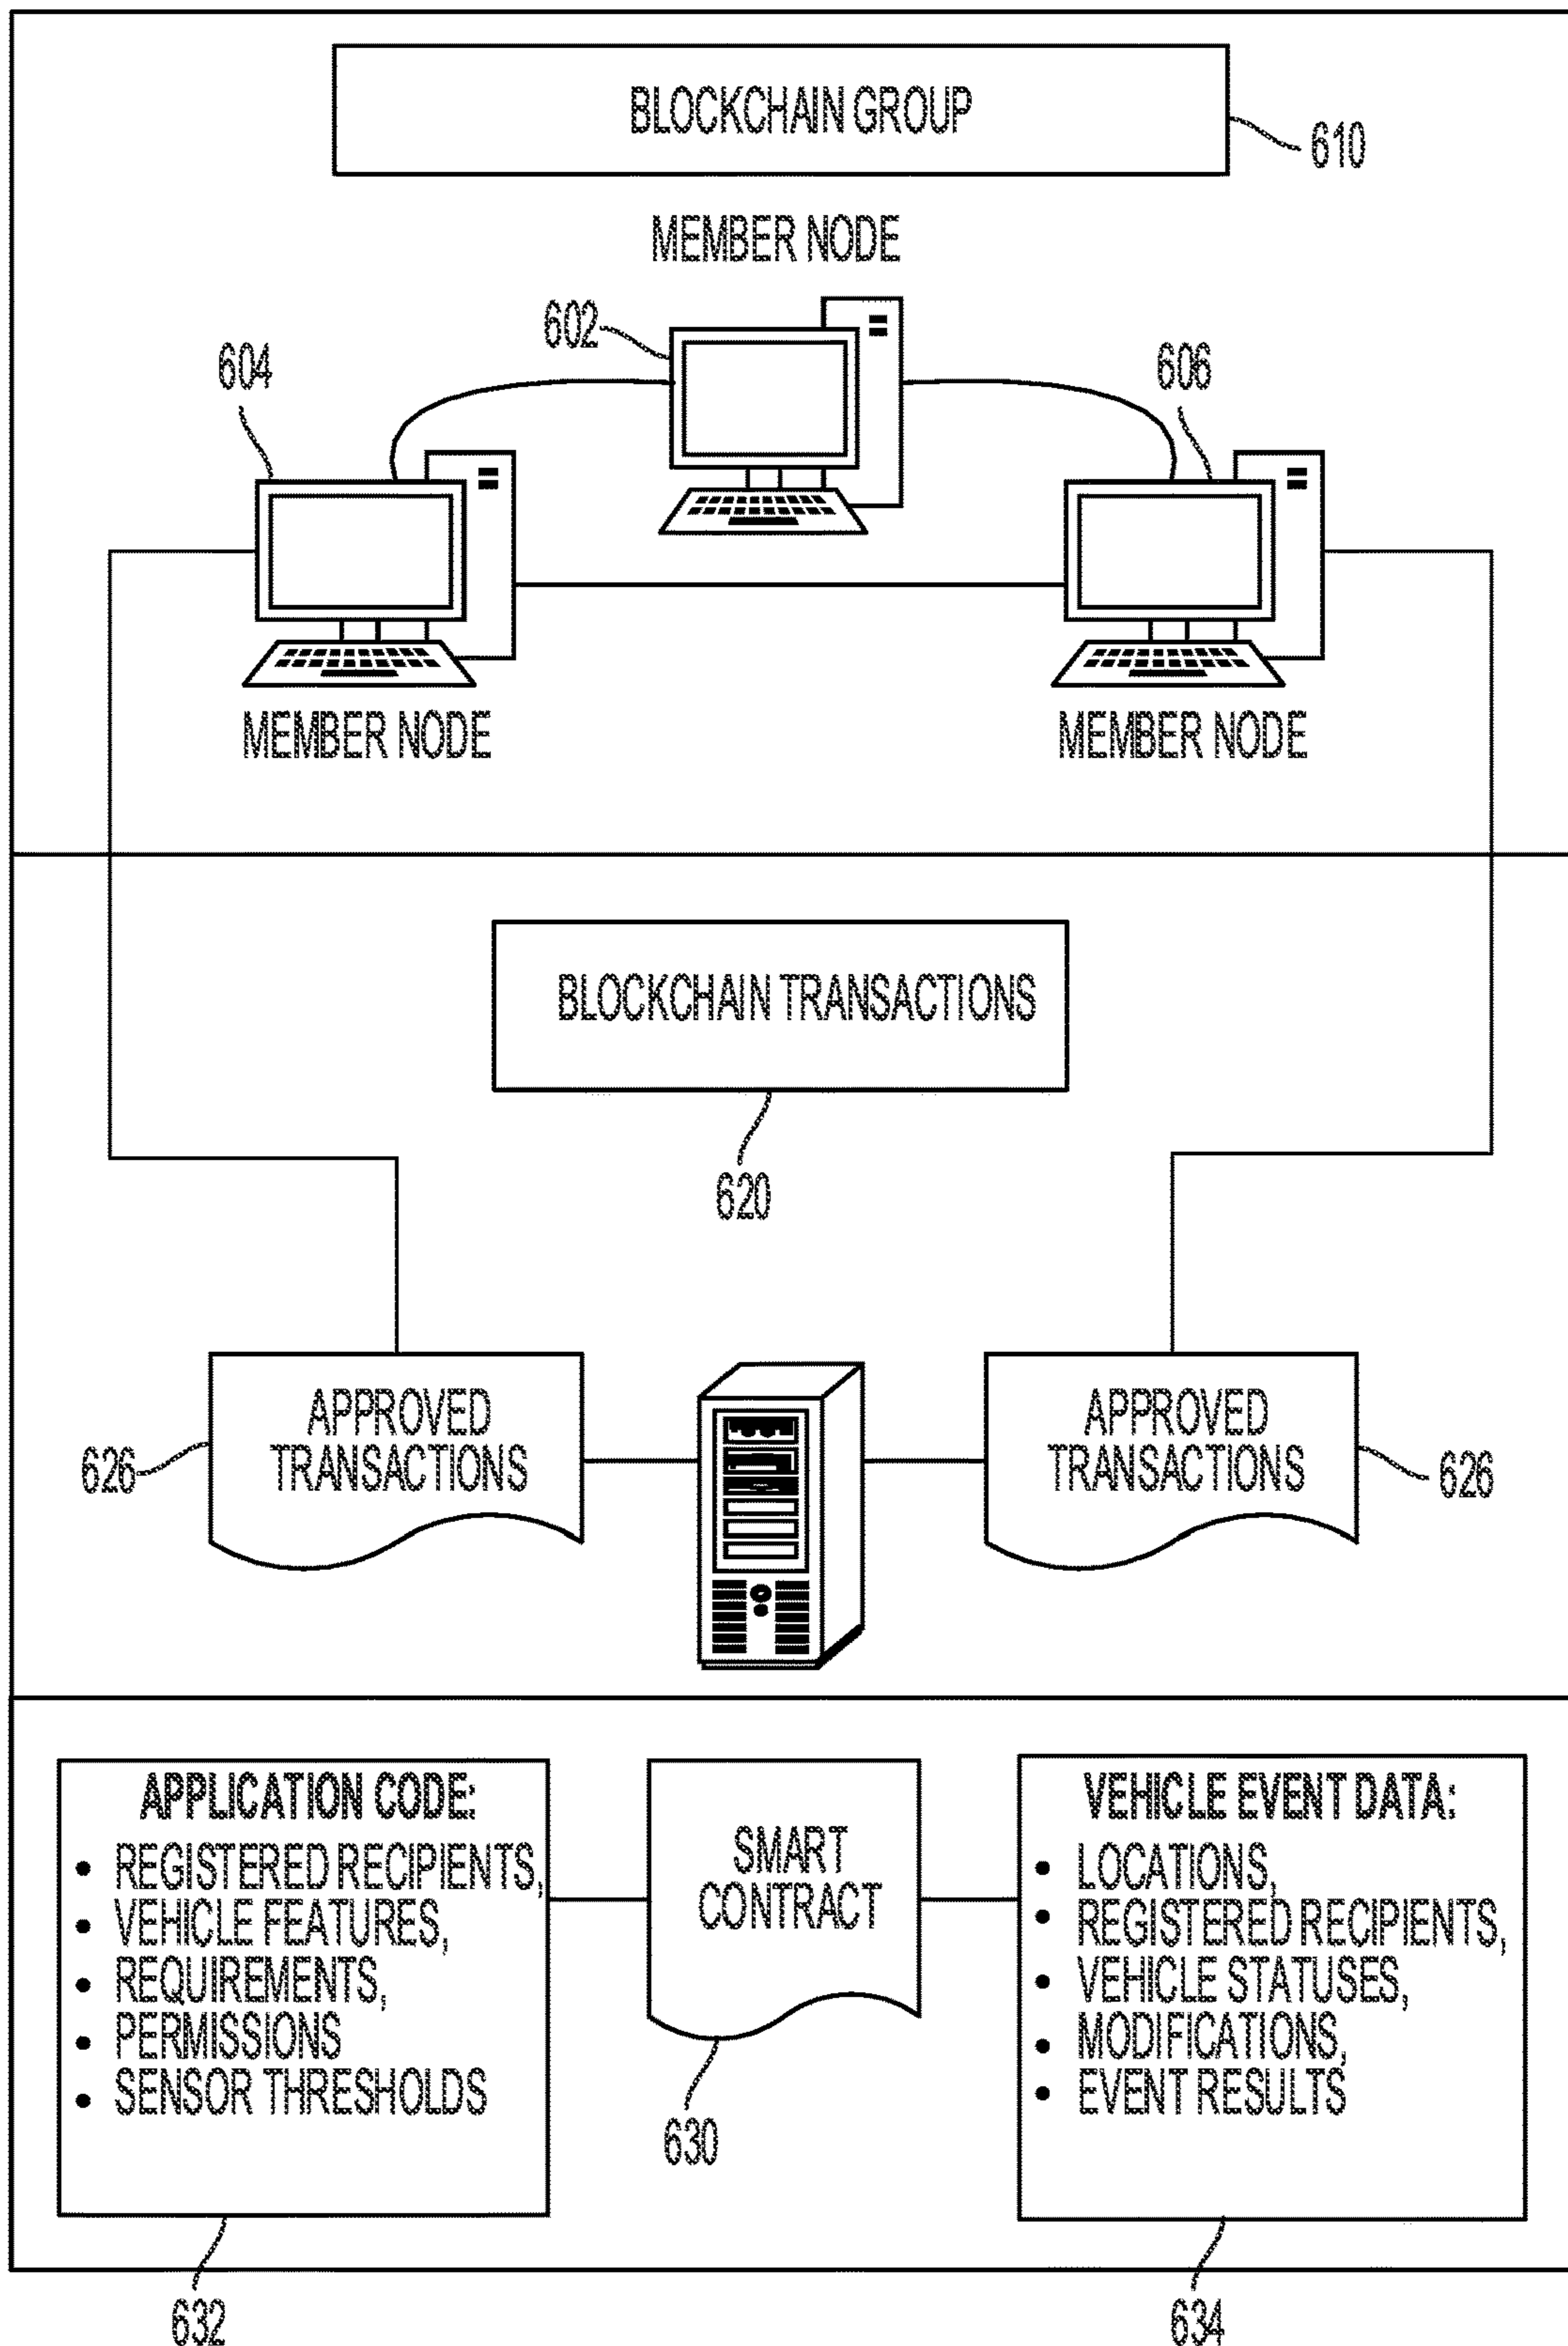 BLOCKCHAIN GROUP
610
MEMBER NODE
602
604
606
MEMBER NODE
MEMBER NODE
BLOCKCHAIN TRANSACTIONS
620
APPROVED
TRANSACTIONS
626
APPROVED
TRANSACTIONS
626
APPLICATION CODE:
• REGISTERED RECIPIENTS,
• VEHICLE FEATURES,
• REQUIREMENTS,
• PERMISSIONS
• SENSOR THRESHOLDS
632
SMART
CONTRACT
630
VEHICLE EVENT DATA:
• LOCATIONS,
• REGISTERED RECIPIENTS,
• VEHICLE STATUSES,
• MODIFICATIONS,
• EVENT RESULTS
634